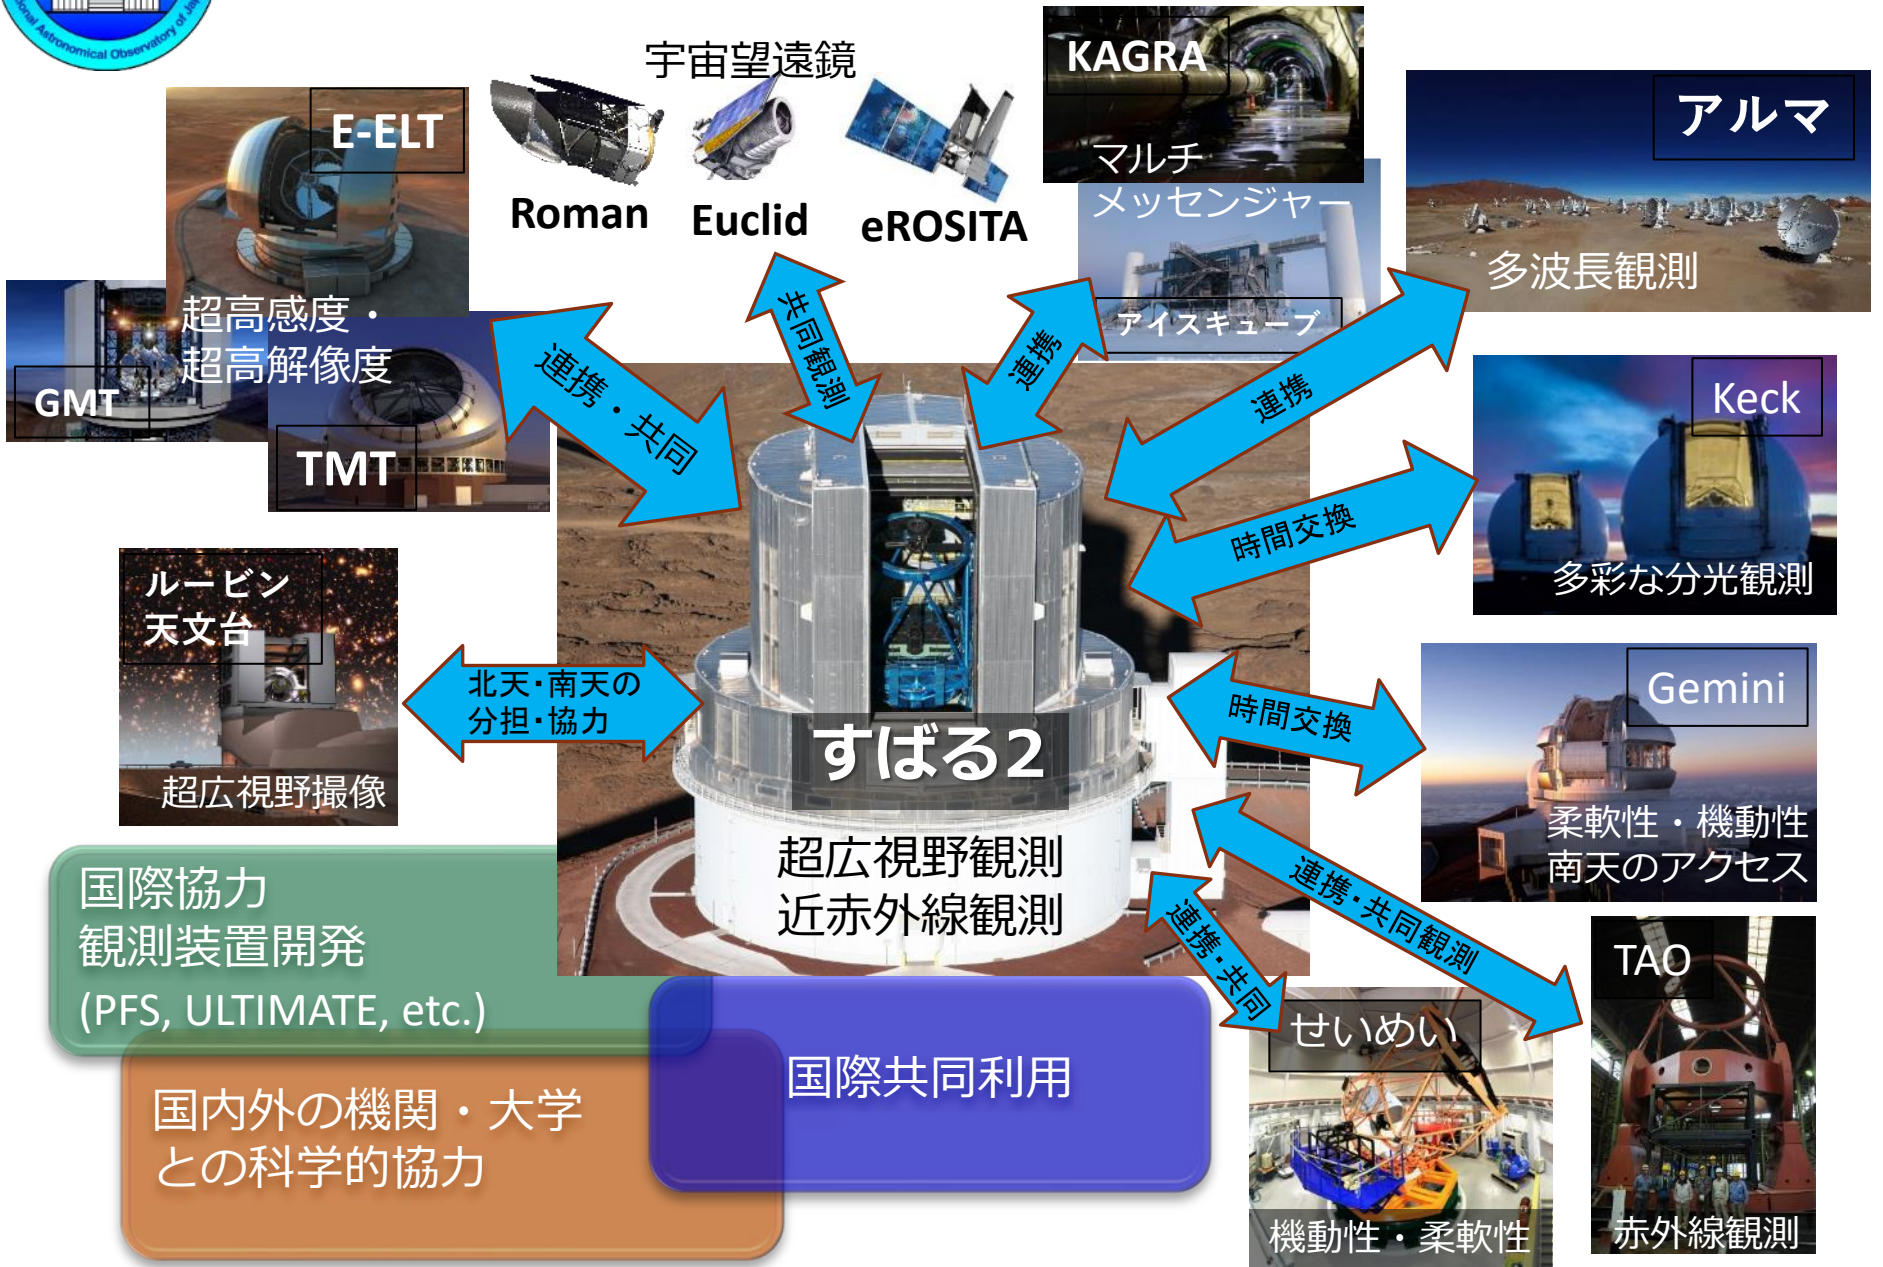 National Astronomical Observatory of Japan
宇宙望遠鏡
Roman
Euclid
eROSITA
KAGRA
マルチ
メッセンジャー
アイスキューブ
アルマ
多波長観測
E-ELT
超高感度・
超高解像度
GMT
TMT
連携・共同
共同観測
連携
連携
Keck
多彩な分光観測
時間交換
ルービン
天文台
超広視野撮像
北天・南天の
分担・協力
すばる2
超広視野観測
近赤外線観測
時間交換
Gemini
柔軟性・機動性
南天のアクセス
連携・共同観測
連携・共同
TAO
赤外線観測
せいめい
機動性・柔軟性
国際協力
観測装置開発
(PFS, ULTIMATE, etc.)
国内外の機関・大学
との科学的協力
国際共同利用